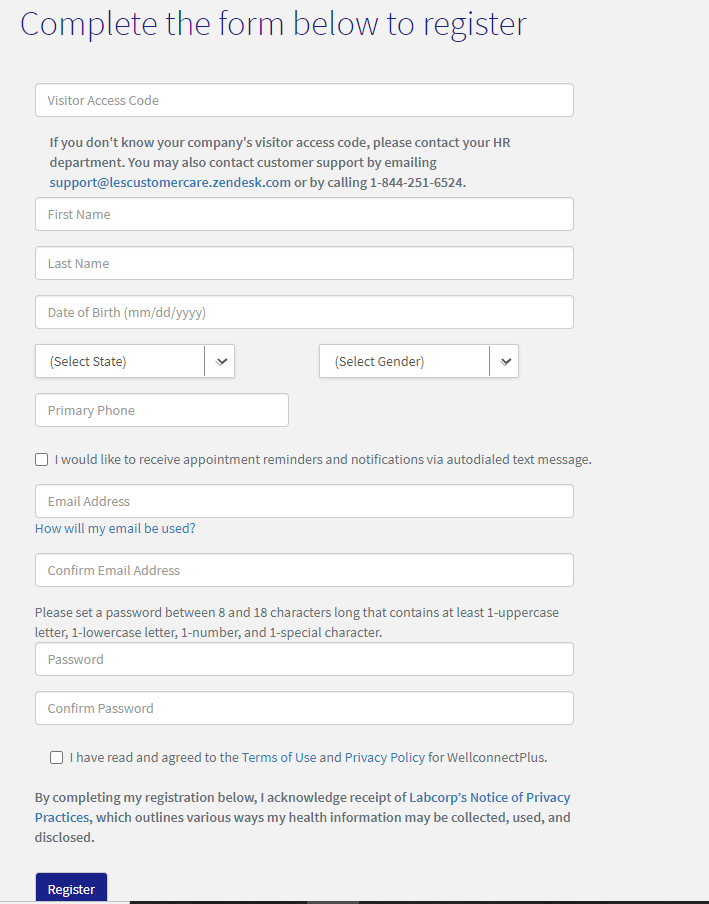 Complete the form below to register
Visitor Access Code
If you don't know your company's visitor access code, please contact your HR
department. You may also contact customer support by emailing
support@lescustomercare.zendesk.com or by calling 1-844-251-6524.
First Name
Last Name
Date of Birth (mm/dd/yyyy)
(Select State) (Select Gender)
Primary Phone
I would like to receive appointment reminders and notifications via autodialed text message.
Email Address
How will my email be used?
Confirm Email Address
Please set a password between 8 and 18 characters long that contains at least 1-uppercase
letter, 1-lowercase letter, 1-number, and 1-special character.
Password
Confirm Password
I have read and agreed to the Terms of Use and Privacy Policy for WellconnectPlus.
By completing my registration below, I acknowledge receipt of Labcorp's Notice of Privacy
Practices, which outlines various ways my health information may be collected, used, and
disclosed.
Register